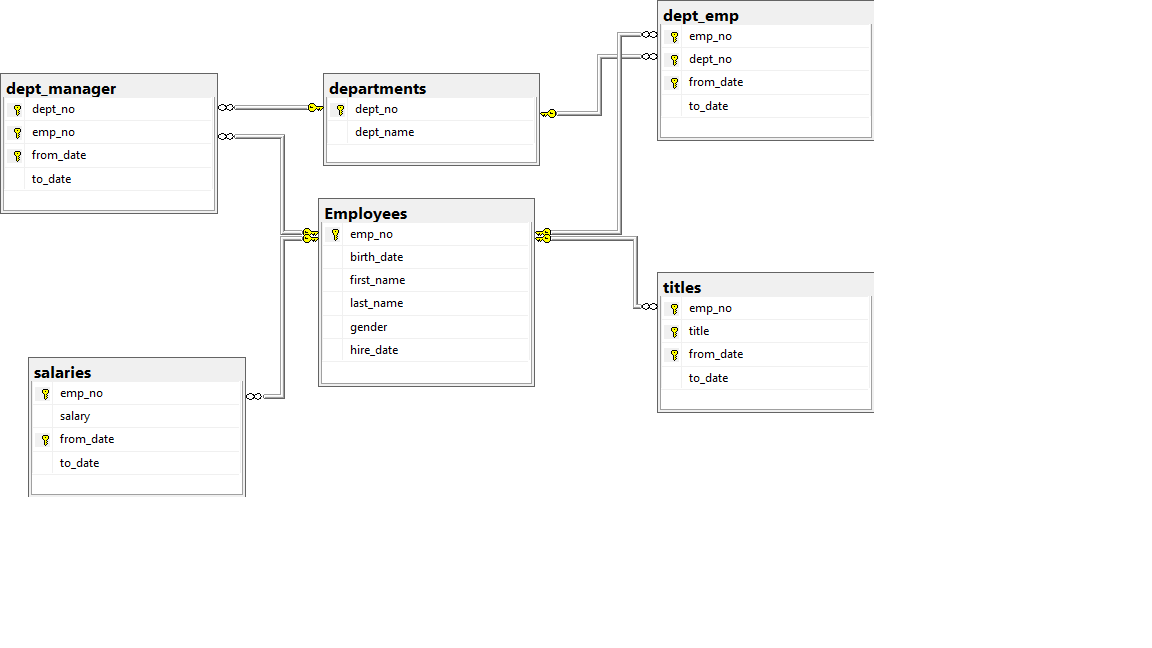 dept_emp
emp_no
dept_no
from_date
to_date
dept_manager
dept_no
emp_no
from_date
to_date
departments
dept_no
dept_name
Employees
emp_no
birth_date
first_name
last_name
gender
hire_date
titles
emp_no
title
from_date
to_date
salaries
emp_no
salary
from_date
to_date